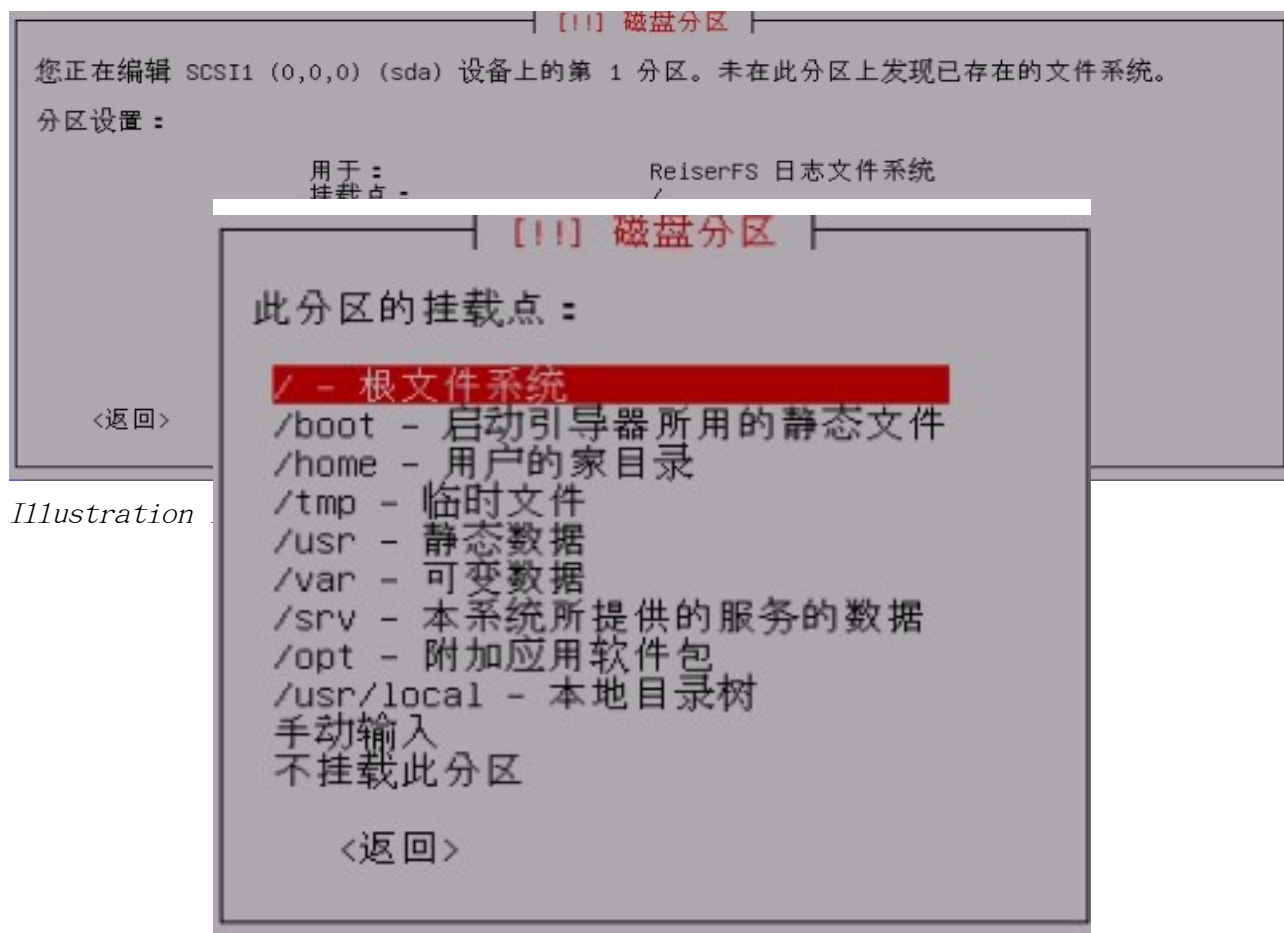 [!!] 磁盘分区
您正在编辑 SCSI1 (0,0,0) (sda) 设备上的第 1 分区。未在此分区上发现已存在的文件系统。
分区设置：
用于： ReiserFS 日志文件系统
挂载点： /
<返回>
Illustration
[!!] 磁盘分区
此分区的挂载点：
/ - 根文件系统
/boot - 启动引导器所用的静态文件
/home - 用户的家目录
/tmp - 临时文件
/usr - 静态数据
/var - 可变数据
/srv - 本系统所提供的服务的数据
/opt - 附加应用软件包
/usr/local - 本地目录树
手动输入
不挂载此分区
<返回>